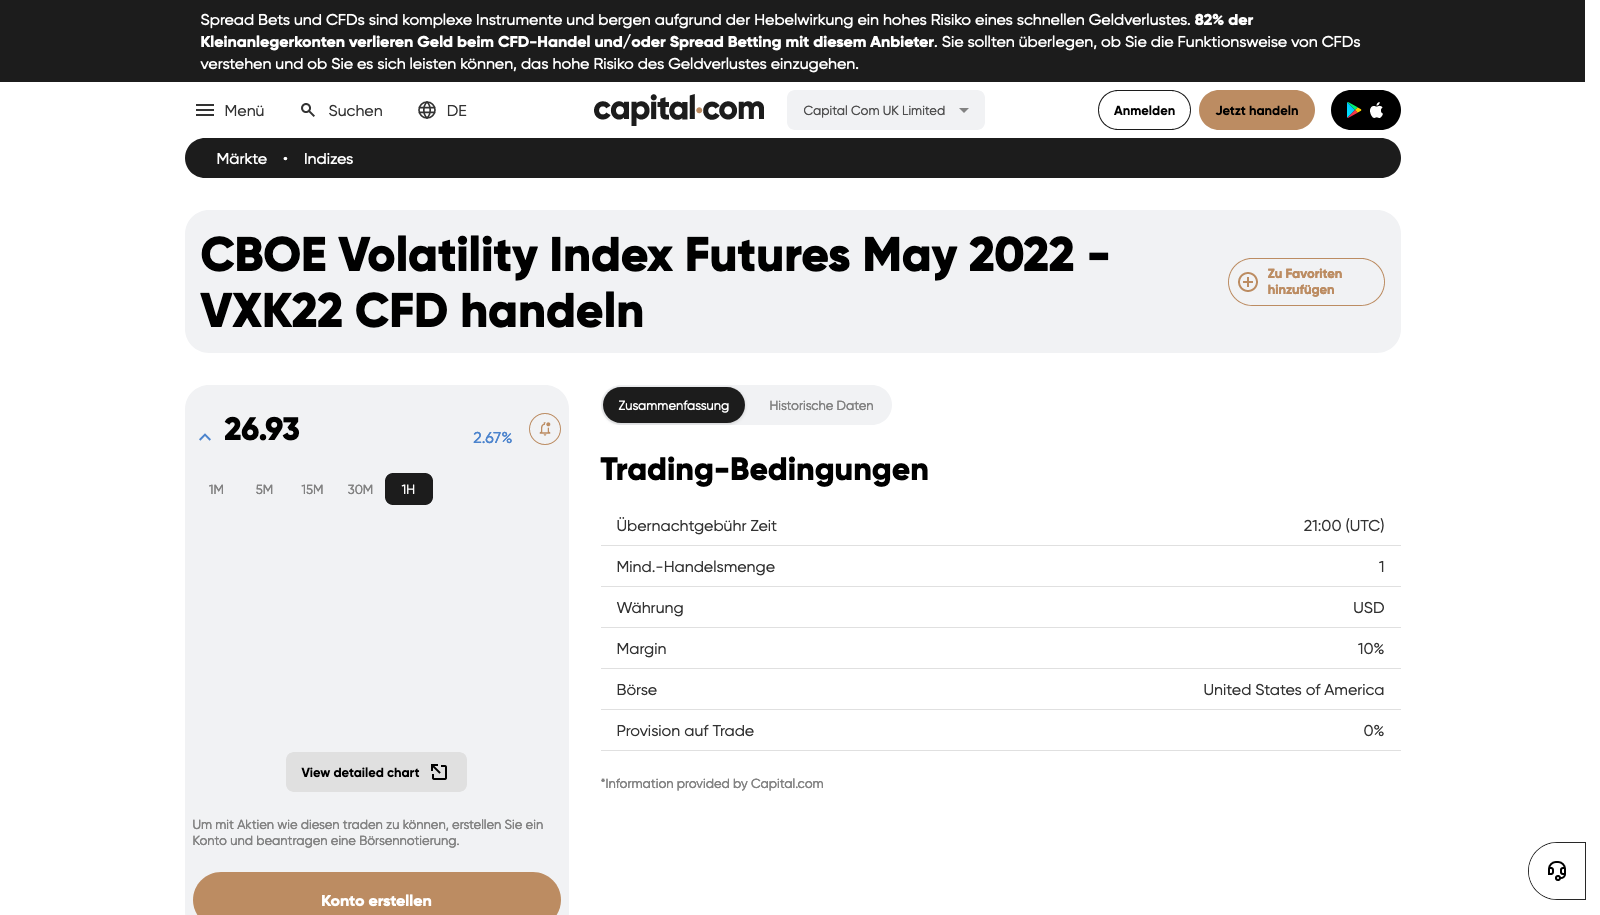 Spread Bets und CFDs sind komplexe Instrumente und bergen aufgrund der Hebelwirkung ein hohes Risiko eines schnellen Geldverlustes. 82% der
Kleinanlegerkonten verlieren Geld beim CFD-Handel und/oder Spread Betting mit diesem Anbieter. Sie sollten überlegen, ob Sie die Funktionsweise von CFDs
verstehen und ob Sie es sich leisten können, das hohe Risiko des Geldverlustes einzugehen.
Menü Suchen DE capital.com Capital Com UK Limited Anmelden Jetzt handeln
Märkte • Indizes
CBOE Volatility Index Futures May 2022 -
VXK22 CFD handeln
Zu Favoriten
hinzufügen
26.93 2.67%
1M 5M 15M 30M 1H
View detailed chart
Um mit Aktien wie diesen traden zu können, erstellen Sie ein
Konto und beantragen eine Börsennotierung.
Konto erstellen
Zusammenfassung Historische Daten
Trading-Bedingungen
Übernachtgebühr Zeit 21:00 (UTC)
Mind.-Handelsmenge 1
Währung USD
Margin 10%
Börse United States of America
Provision auf Trade 0%
*Information provided by Capital.com